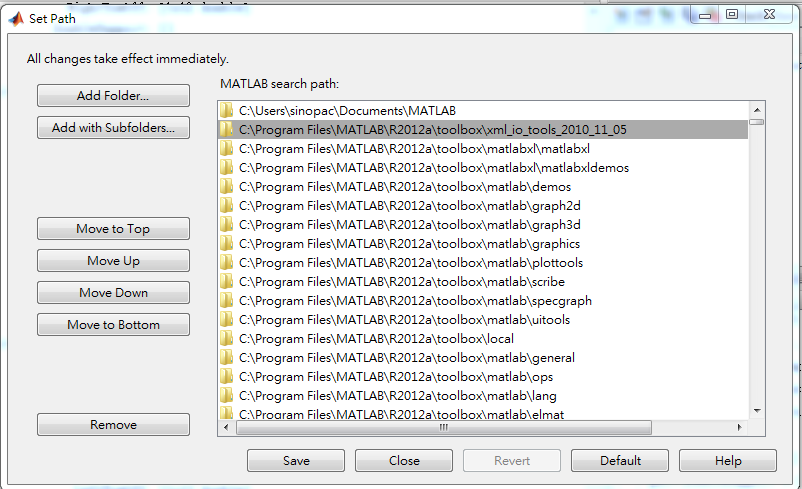 Set Path
All changes take effect immediately.
MATLAB search path:
Add Folder...
Add with Subfolders...
Move to Top
Move Up
Move Down
Move to Bottom
Remove
C:\Users\sinopac\Documents\MATLAB
C:\Program Files\MATLAB\R2012a\toolbox\xml_io_tools_2010_11_05
C:\Program Files\MATLAB\R2012a\toolbox\matlabxl\matlabxl
C:\Program Files\MATLAB\R2012a\toolbox\matlabxl\matlabxldemos
C:\Program Files\MATLAB\R2012a\toolbox\matlab\demos
C:\Program Files\MATLAB\R2012a\toolbox\matlab\graph2d
C:\Program Files\MATLAB\R2012a\toolbox\matlab\graph3d
C:\Program Files\MATLAB\R2012a\toolbox\matlab\graphics
C:\Program Files\MATLAB\R2012a\toolbox\matlab\plottools
C:\Program Files\MATLAB\R2012a\toolbox\matlab\scribe
C:\Program Files\MATLAB\R2012a\toolbox\matlab\specgraph
C:\Program Files\MATLAB\R2012a\toolbox\matlab\uitools
C:\Program Files\MATLAB\R2012a\toolbox\local
C:\Program Files\MATLAB\R2012a\toolbox\matlab\general
C:\Program Files\MATLAB\R2012a\toolbox\matlab\ops
C:\Program Files\MATLAB\R2012a\toolbox\matlab\lang
C:\Program Files\MATLAB\R2012a\toolbox\matlab\elmat
Save
Close
Revert
Default
Help